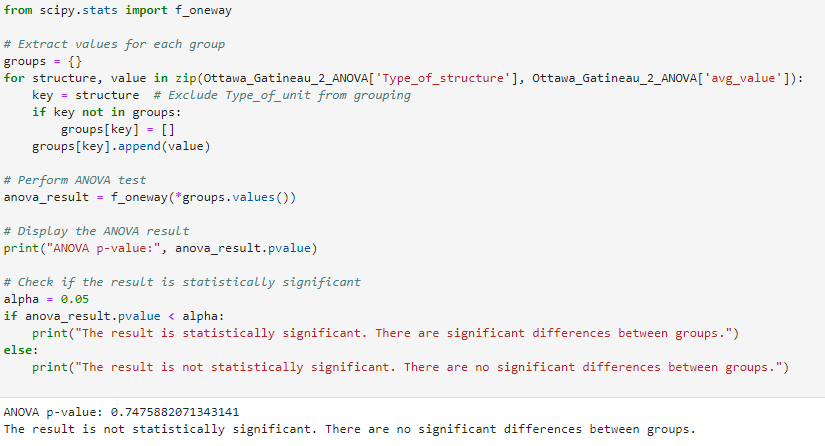 from scipy.stats import f_oneway
# Extract values for each group
groups = {}
for structure, value in zip(Ottawa_Gatineau_2_ANOVA['Type_of_structure'], Ottawa_Gatineau_2_ANOVA['avg_value']):
    key = structure  # Exclude Type_of_unit from grouping
    if key not in groups:
        groups[key] = []
    groups[key].append(value)
# Perform ANOVA test
anova_result = f_oneway(*groups.values())
# Display the ANOVA result
print("ANOVA p-value:", anova_result.pvalue)
# Check if the result is statistically significant
alpha = 0.05
if anova_result.pvalue < alpha:
    print("The result is statistically significant. There are significant differences between groups.")
else:
    print("The result is not statistically significant. There are no significant differences between groups.")
ANOVA p-value: 0.7475882071343141
The result is not statistically significant. There are no significant differences between groups.